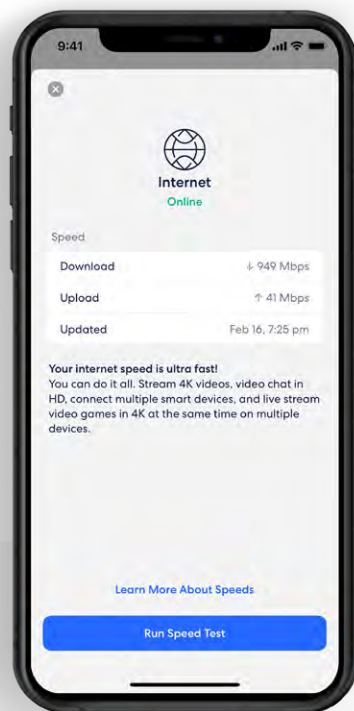 9:41
Internet
Online
Speed
Download ↓ 949 Mbps
Upload ↑ 41 Mbps
Updated Feb 16, 7:25 pm
Your internet speed is ultra fast!
You can do it all. Stream 4K videos, video chat in
HD, connect multiple smart devices, and live stream
video games in 4K at the same time on multiple
devices.
Learn More About Speeds
Run Speed Test